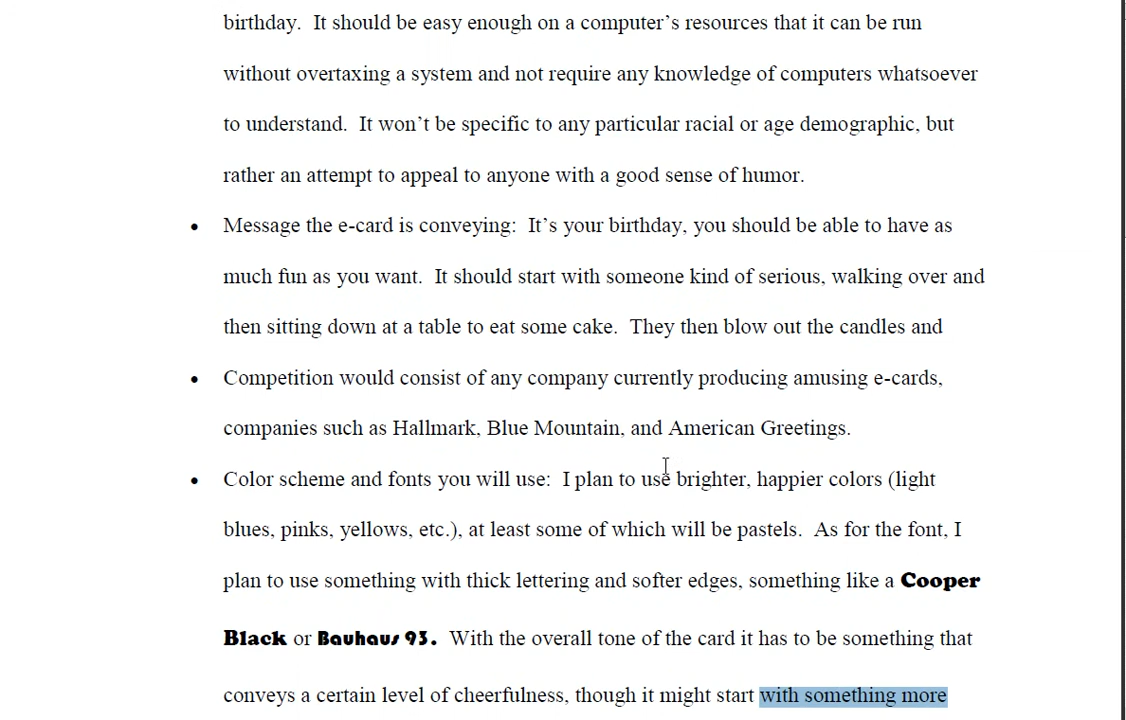 birthday.  It should be easy enough on a computer’s resources that it can be run
without overtaxing a system and not require any knowledge of computers whatsoever
to understand.  It won’t be specific to any particular racial or age demographic, but
rather an attempt to appeal to anyone with a good sense of humor.
• Message the e-card is conveying:  It’s your birthday, you should be able to have as
much fun as you want.  It should start with someone kind of serious, walking over and
then sitting down at a table to eat some cake.  They then blow out the candles and
• Competition would consist of any company currently producing amusing e-cards,
companies such as Hallmark, Blue Mountain, and American Greetings.
• Color scheme and fonts you will use:  I plan to use brighter, happier colors (light
blues, pinks, yellows, etc.), at least some of which will be pastels.  As for the font, I
plan to use something with thick lettering and softer edges, something like a Cooper
Black or Bauhaus 93.  With the overall tone of the card it has to be something that
conveys a certain level of cheerfulness, though it might start with something more